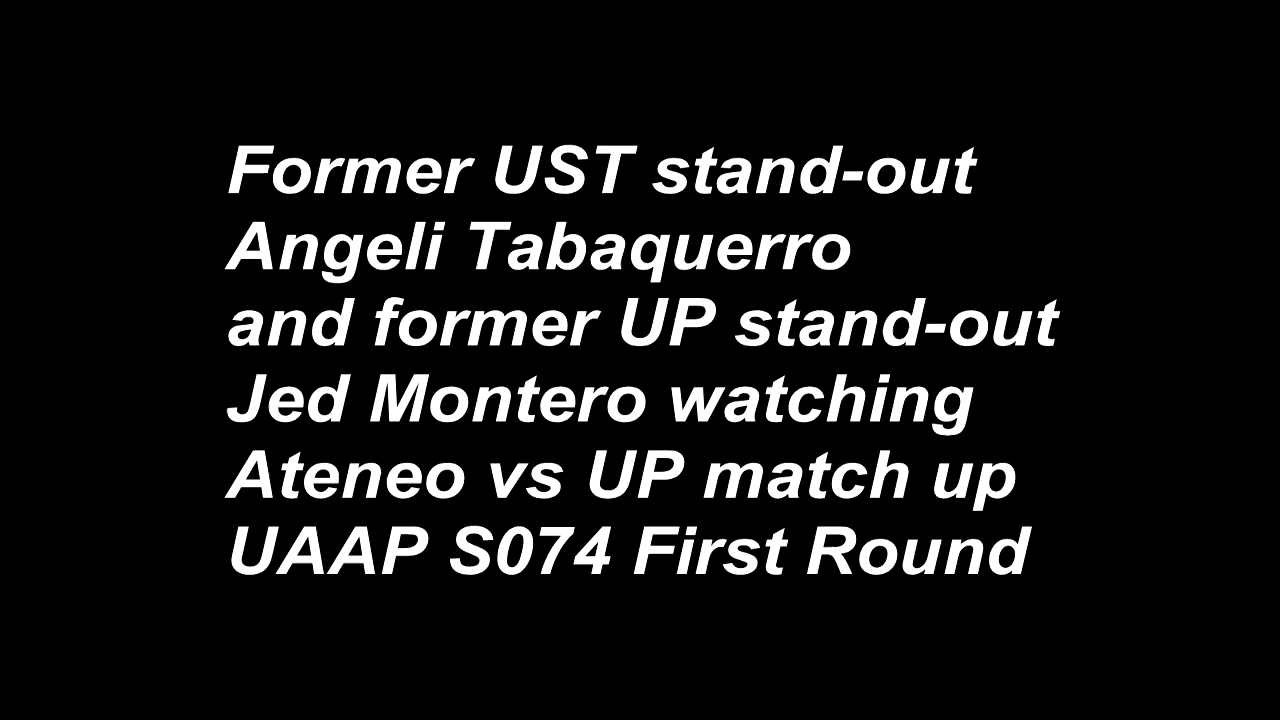 Former UST stand-out
Angeli Tabaquerro
and former UP stand-out
Jed Montero watching
Ateneo vs UP match up
UAAP S074 First Round